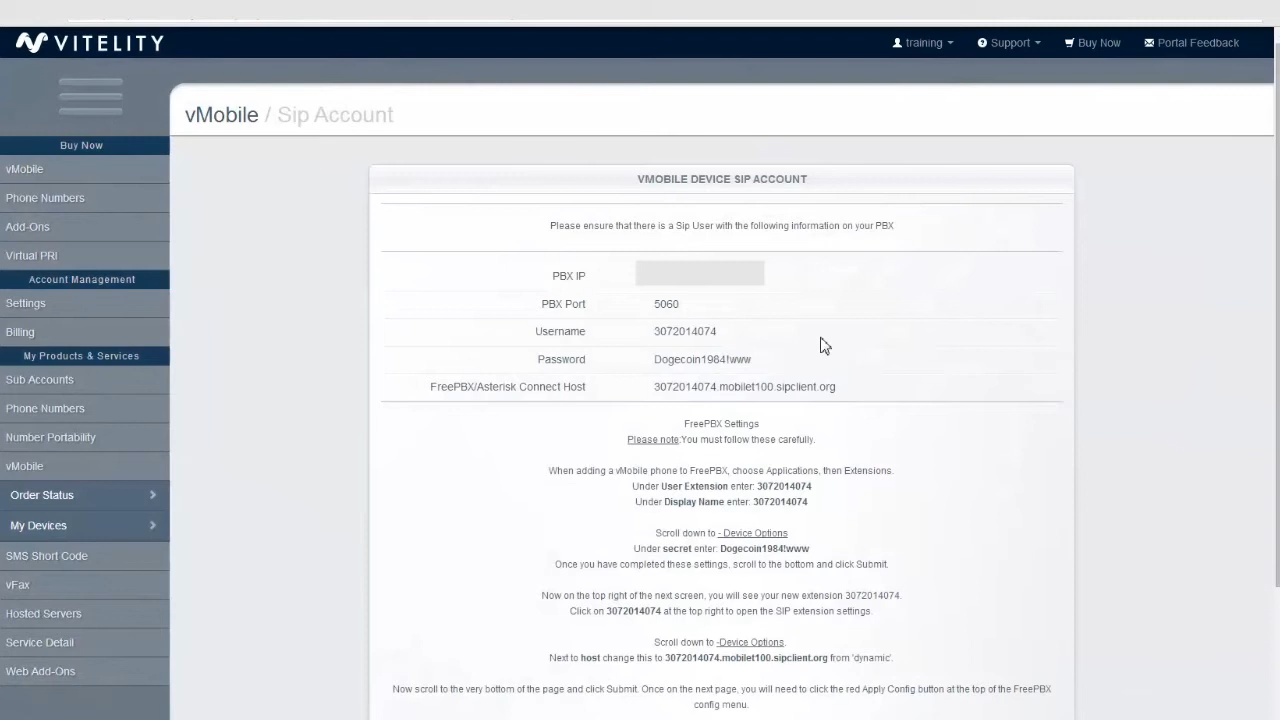 VITELITY
training
Support
Buy Now
Portal Feedback
vMobile / Sip Account
Buy Now
vMobile
Phone Numbers
Add-Ons
Virtual PRI
Account Management
Settings
Billing
My Products & Services
Sub Accounts
Phone Numbers
Number Portability
vMobile
Order Status
My Devices
SMS Short Code
vFax
Hosted Servers
Service Detail
Web Add-Ons
VMOBILE DEVICE SIP ACCOUNT
Please ensure that there is a Sip User with the following information on your PBX
PBX IP
PBX Port 5060
Username 3072014074
Password Dogecoin1984!www
FreePBX/Asterisk Connect Host 3072014074.mobilet100.sipclient.org
FreePBX Settings
Please note:You must follow these carefully.
When adding a vMobile phone to FreePBX, choose Applications, then Extensions.
Under User Extension enter: 3072014074
Under Display Name enter: 3072014074
Scroll down to - Device Options
Under secret enter: Dogecoin1984!www
Once you have completed these settings, scroll to the bottom and click Submit.
Now on the top right of the next screen, you will see your new extension 3072014074.
Click on 3072014074 at the top right to open the SIP extension settings.
Scroll down to -Device Options.
Next to host change this to 3072014074.mobilet100.sipclient.org from 'dynamic'.
Now scroll to the very bottom of the page and click Submit. Once on the next page, you will need to click the red Apply Config button at the top of the FreePBX
config menu.